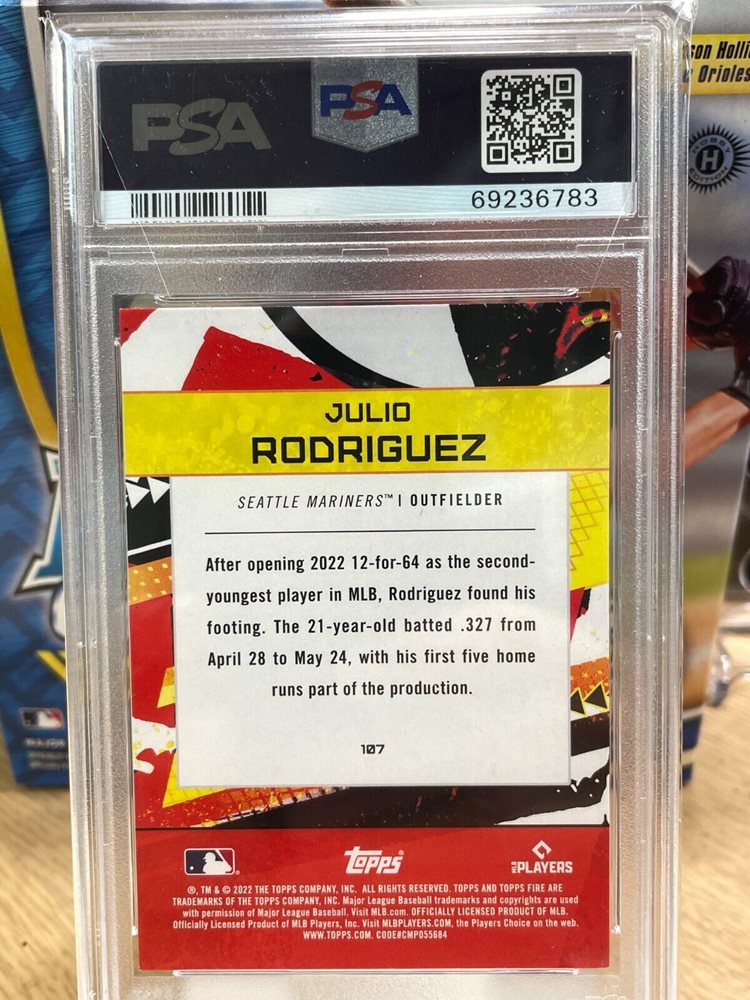 PSA
PSA
69236783
son Holli
Orioles
H
JULIO
RODRIGUEZ
SEATTLE MARINERS™ | OUTFIELDER
After opening 2022 12-for-64 as the second-
youngest player in MLB, Rodriguez found his
footing. The 21-year-old batted .327 from
April 28 to May 24, with his first five home
runs part of the production.
107
topps
MLB PLAYERS
®, TM & © 2022 THE TOPPS COMPANY, INC. ALL RIGHTS RESERVED. TOPPS AND TOPPS FIRE ARE
TRADEMARKS OF THE TOPPS COMPANY, INC. Major League Baseball trademarks and copyrights are used
with permission of Major League Baseball. Visit MLB.com. OFFICIALLY LICENSED PRODUCT OF MLB.
Officially Licensed Product of MLB Players, Inc. Visit MLBPLAYERS.COM, the Players Choice on the web.
WWW.TOPPS.COM. CODE#CMP055684